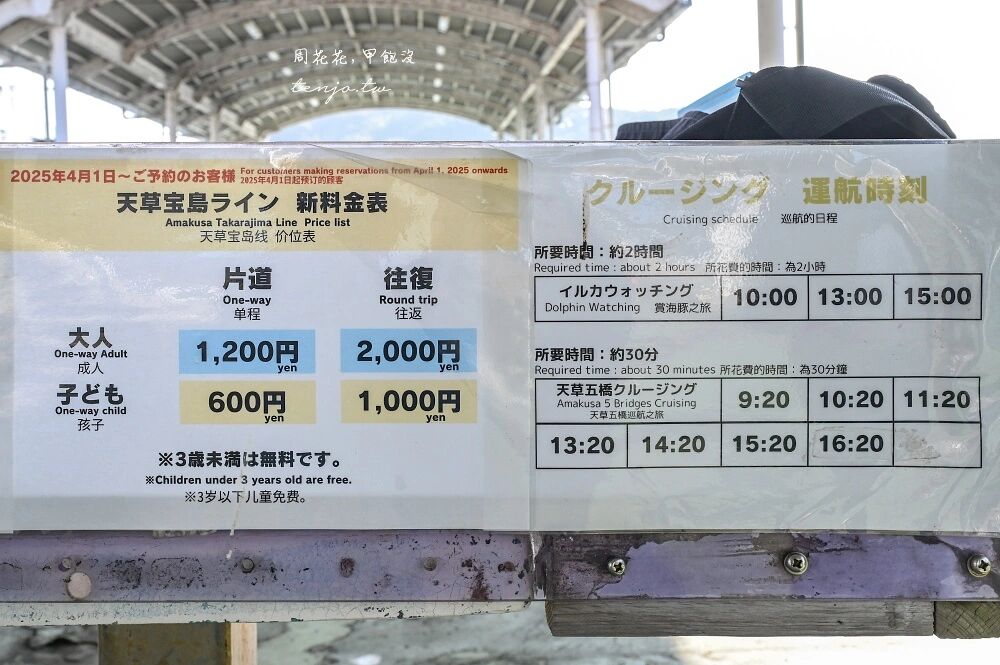 周花花,甲飽沒
tenjo.tw
2025年4月1日～ご予約のお客様 For customers making reservations from April 1, 2025 onwards
2025年4月1日起预订的顾客
天草宝島ライン 新料金表
Amakusa Takarajima Line Price list
天草宝岛线 价位表
片道 往復
One-way Round trip
单程 往返
大人 1,200円 2,000円
One-way Adult yen yen
成人
子ども 600円 1,000円
One-way child yen yen
孩子
※3歳未満は無料です。
※Children under 3 years old are free.
※3岁以下儿童免费。
クルージング 運航時刻
Cruising schedule 巡航的日程
所要時間：約2時間
Required time : about 2 hours 所花費的時間：為2小時
イルカウォッチング 10:00 13:00 15:00
Dolphin Watching 賞海豚之旅
所要時間：約30分
Required time : about 30 minutes 所花費的時間：為30分鐘
天草五橋クルージング 9:20 10:20 11:20
Amakusa 5 Bridges Cruising
天草五橋巡航之旅
13:20 14:20 15:20 16:20